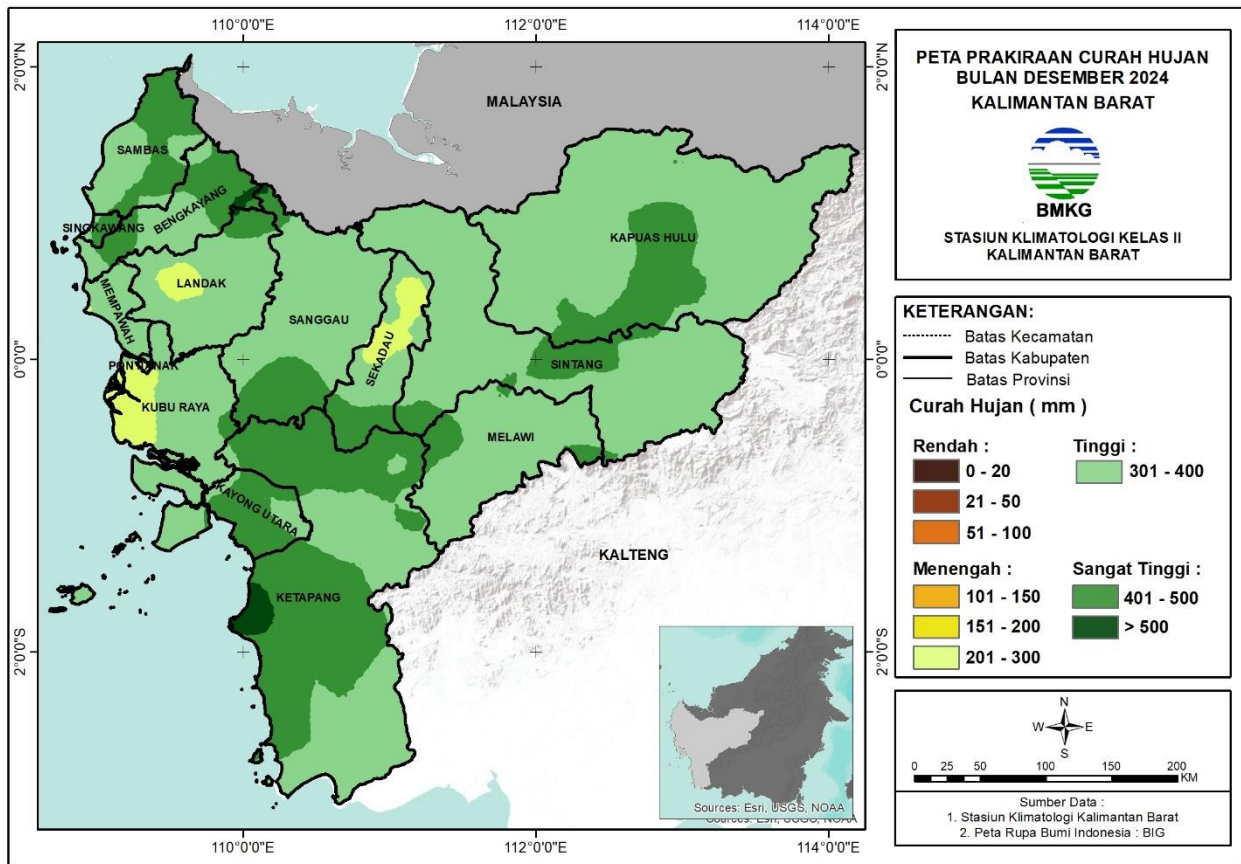 110°0'0"E
112°0'0"E
114°0'0"E
2°0'0"N
2°0'0"N
0°0'0"
0°0'0"
2°0'0"S
2°0'0"S
110°0'0"E
112°0'0"E
114°0'0"E
MALAYSIA
SAMBAS
BENGKAYANG
SINGKAWANG
LANDAK
MEMPAWAH
SANGGAU
SEKADAU
KAPUAS HULU
SINTANG
PONTIANAK
KUBU RAYA
MELAWI
KAYONG UTARA
KETAPANG
KALTENG
Sources: Esri, USGS, NOAA
Sources: Esri, USGS, NOAA
PETA PRAKIRAAN CURAH HUJAN
BULAN DESEMBER 2024
KALIMANTAN BARAT
BMKG
STASIUN KLIMATOLOGI KELAS II
KALIMANTAN BARAT
KETERANGAN:
Batas Kecamatan
Batas Kabupaten
Batas Provinsi
Curah Hujan ( mm )
Rendah :
0 - 20
21 - 50
51 - 100
Tinggi :
301 - 400
Menengah :
101 - 150
151 - 200
201 - 300
Sangat Tinggi :
401 - 500
> 500
N
W E
S
0 25 50 100 150 200
KM
Sumber Data :
1. Stasiun Klimatologi Kalimantan Barat
2. Peta Rupa Bumi Indonesia : BIG